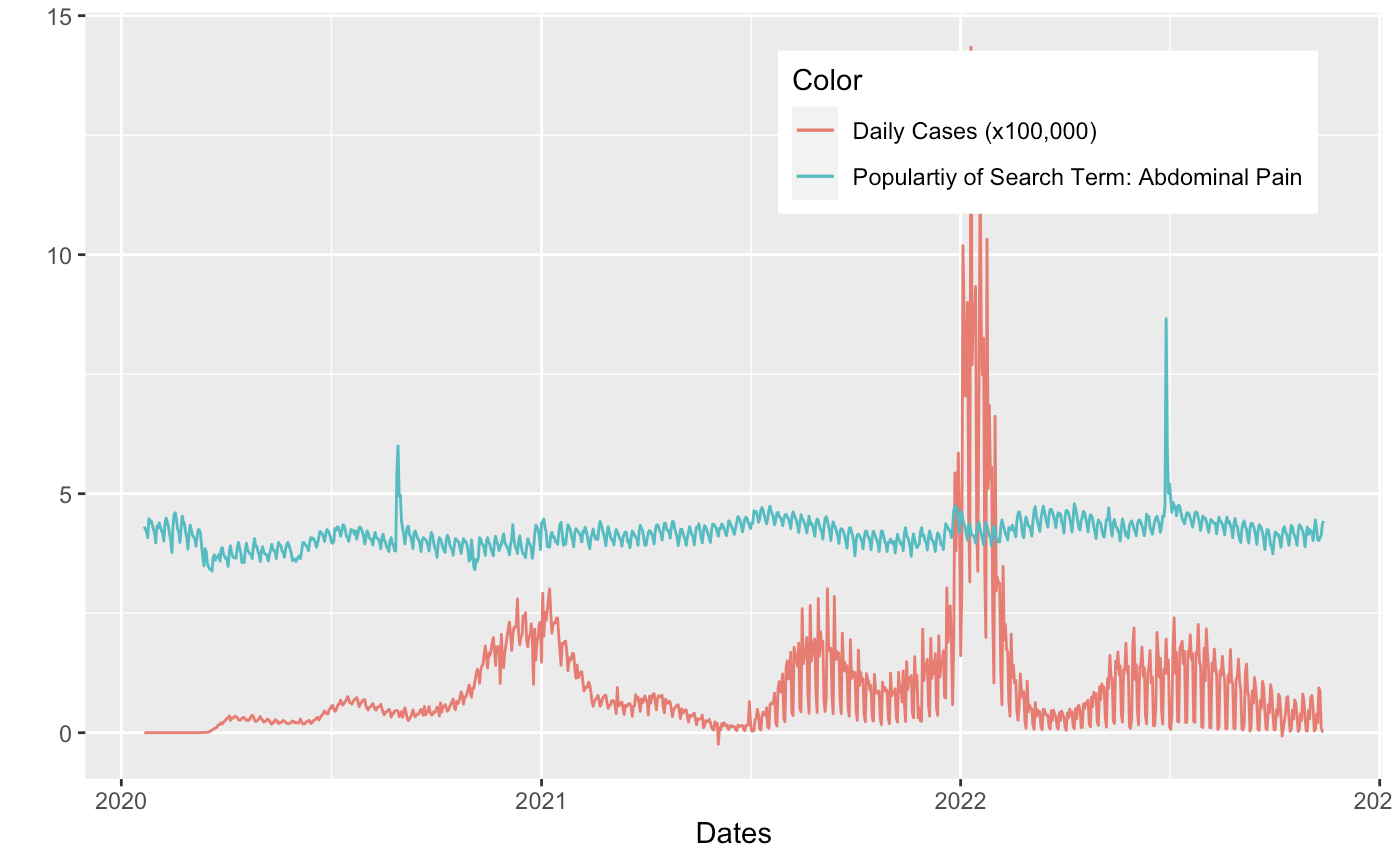 15
10
5
0
Color
Daily Cases (x100,000)
Populartiy of Search Term: Abdominal Pain
2020
2021
2022
202
Dates